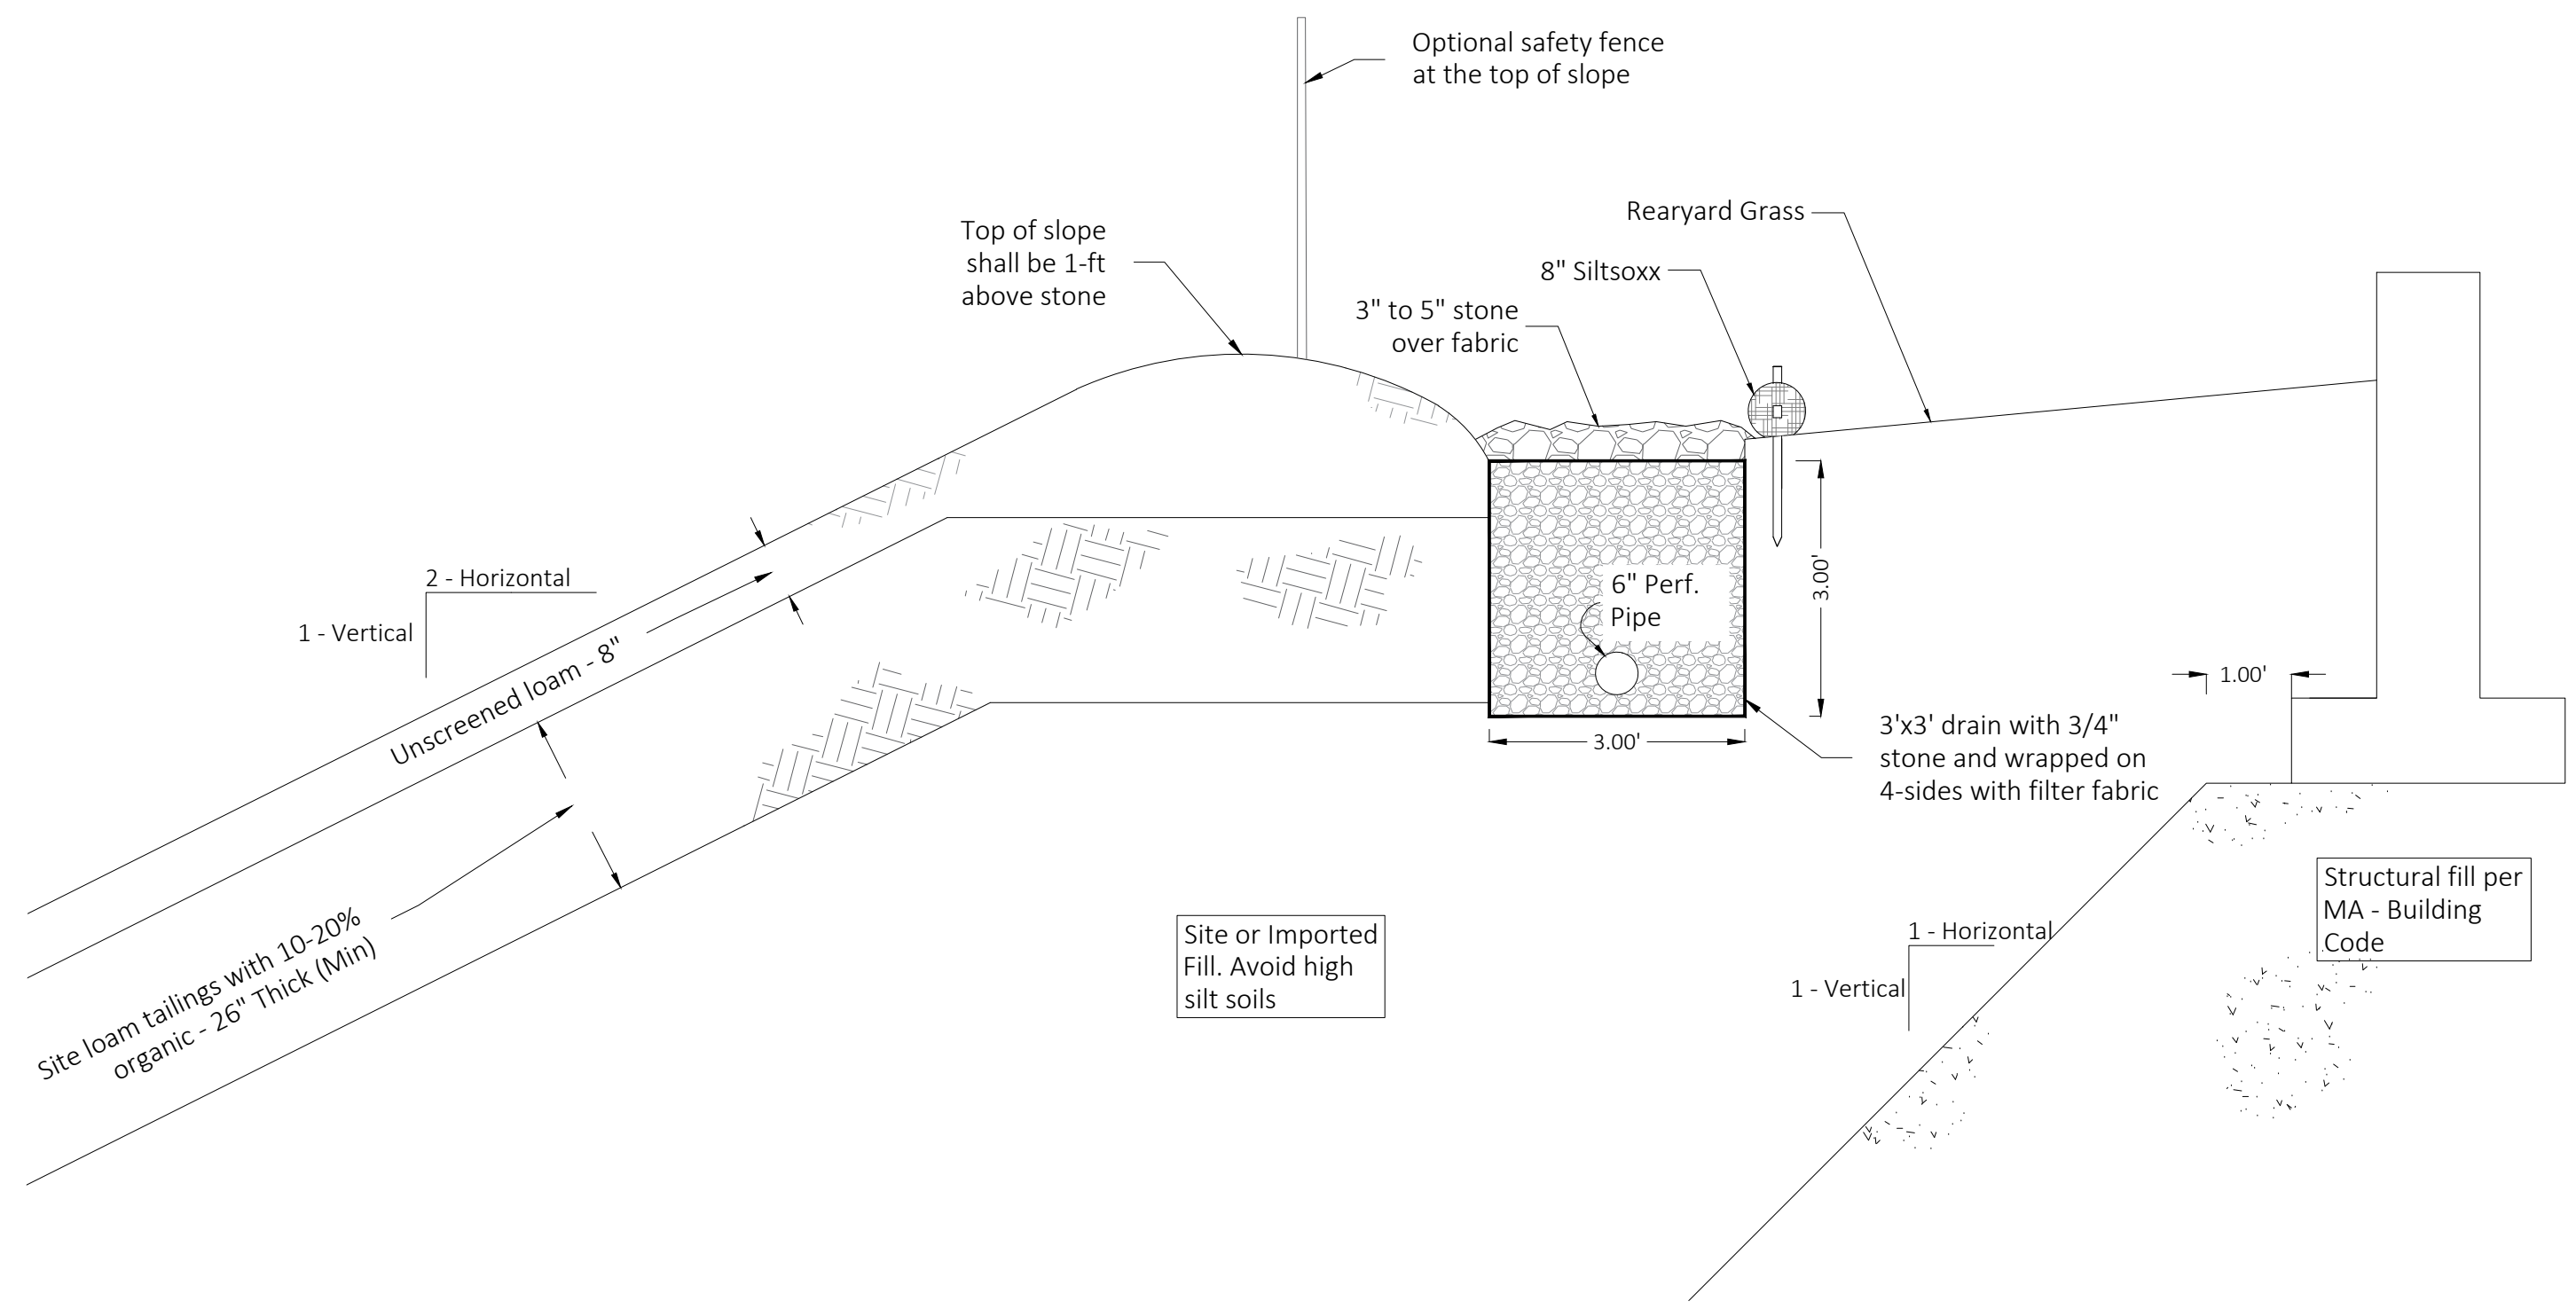 Optional safety fence
at the top of slope
Rearyard Grass
Top of slope
shall be 1-ft
above stone
8" Siltsoxx
3" to 5" stone
over fabric
2 - Horizontal
1 - Vertical
6" Perf.
Pipe
3.00'
Unscreened loam - 8"
1.00'
3.00'
3'x3' drain with 3/4"
stone and wrapped on
4-sides with filter fabric
Structural fill per
MA - Building
Code
Site loam tailings with 10-20%
organic - 26" Thick (Min)
Site or Imported
Fill. Avoid high
silt soils
1 - Horizontal
1 - Vertical